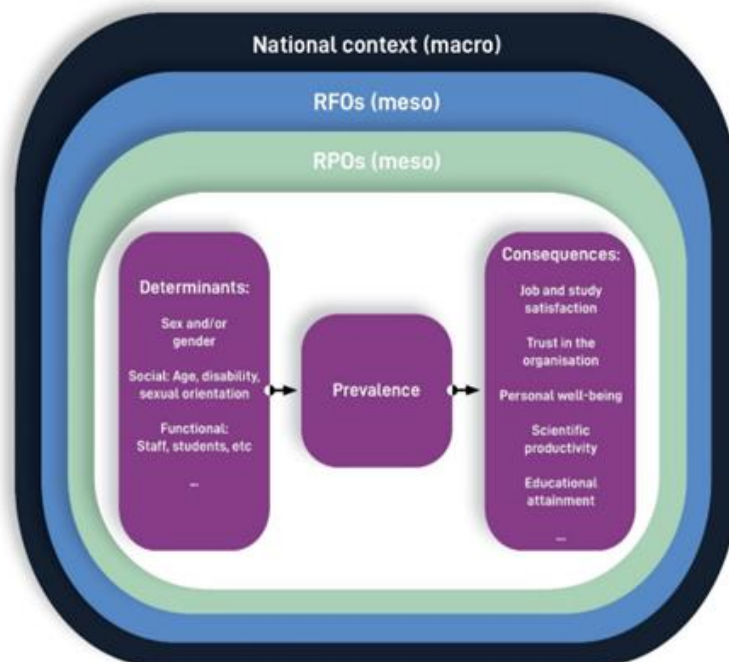 National context (macro)
RFOs (meso)
RPOs (meso)
Determinants:
Sex and/or
gender
Social: Age, disability,
sexual orientation
Functional:
Staff, students, etc
...
Prevalence
Consequences:
Job and study
satisfaction
Trust in the
organisation
Personal well-being
Scientific
productivity
Educational
attainment
...